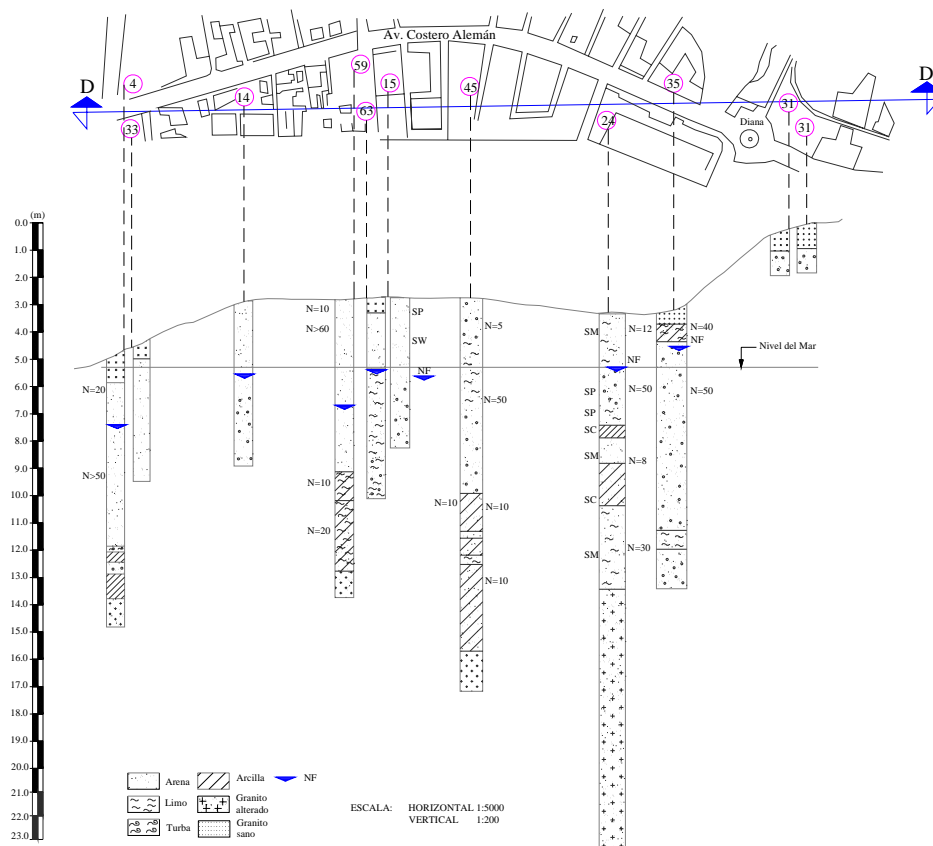 Av. Costero Alemán
D
D
4
59
15
14
45
35
63
33
24
31
31
Diana
(m)
0.0
1.0
2.0
3.0
4.0
5.0
6.0
7.0
8.0
9.0
10.0
11.0
12.0
13.0
14.0
15.0
16.0
17.0
18.0
19.0
20.0
21.0
22.0
23.0
N=20
N>50
N=10
N>60
N=10
N=20
SP
SW
NF
N=5
N=50
N=10
N=10
N=10
SM
N=12
NF
SP
N=50
SP
SC
SM
N=8
SC
SM
N=30
N=40
NF
N=50
Nivel del Mar
Arena
Arcilla
NF
Limo
Granito
alterado
Turba
Granito
sano
ESCALA: HORIZONTAL 1:5000
VERTICAL 1:200